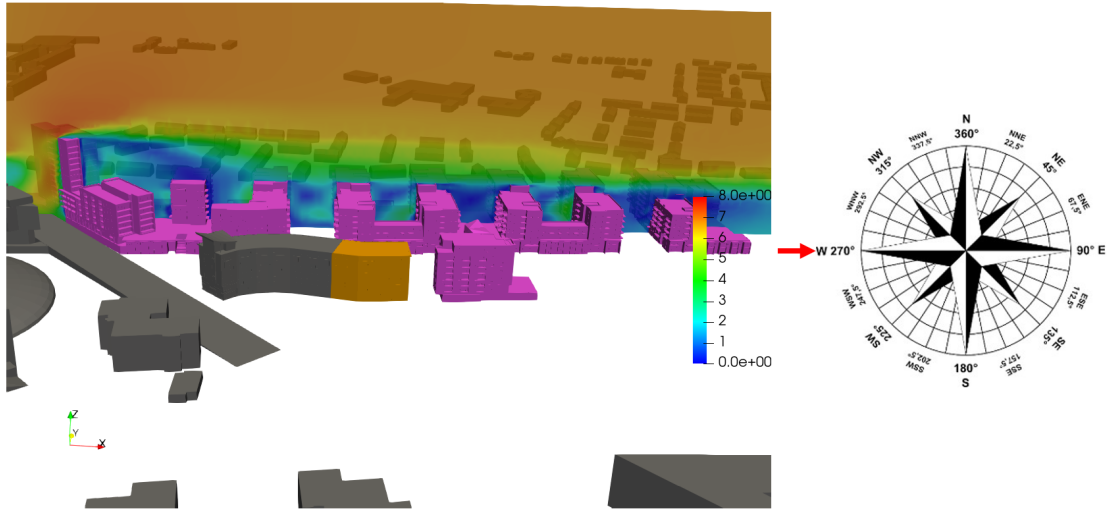 8.0e+00
7
6
5
4
3
2
1
0.0e+00
Z
Y
X
N
360°
NNE
22,5°
NE
45°
ENE
67,5°
90° E
ESE
112,5°
SE
135°
SSE
157,5°
180°
S
SSW
202,5°
SW
225°
WSW
247,5°
W 270°
WNW
292,5°
NW
315°
NNW
337,5°